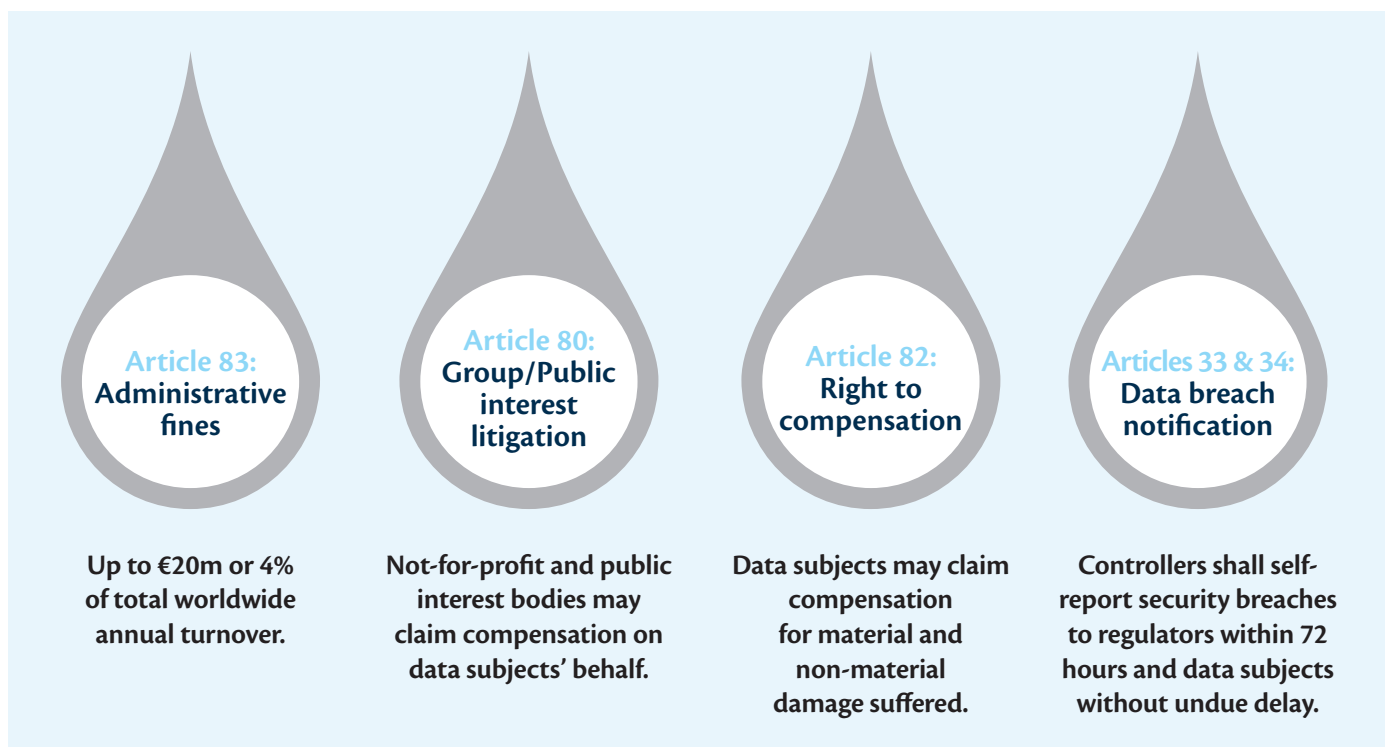 Article 83:
Administrative
fines
Up to €20m or 4%
of total worldwide
annual turnover.
Article 80:
Group/Public
interest
litigation
Not-for-profit and public
interest bodies may
claim compensation on
data subjects’ behalf.
Article 82:
Right to
compensation
Data subjects may claim
compensation
for material and
non-material
damage suffered.
Articles 33 & 34:
Data breach
notification
Controllers shall self-
report security breaches
to regulators within 72
hours and data subjects
without undue delay.